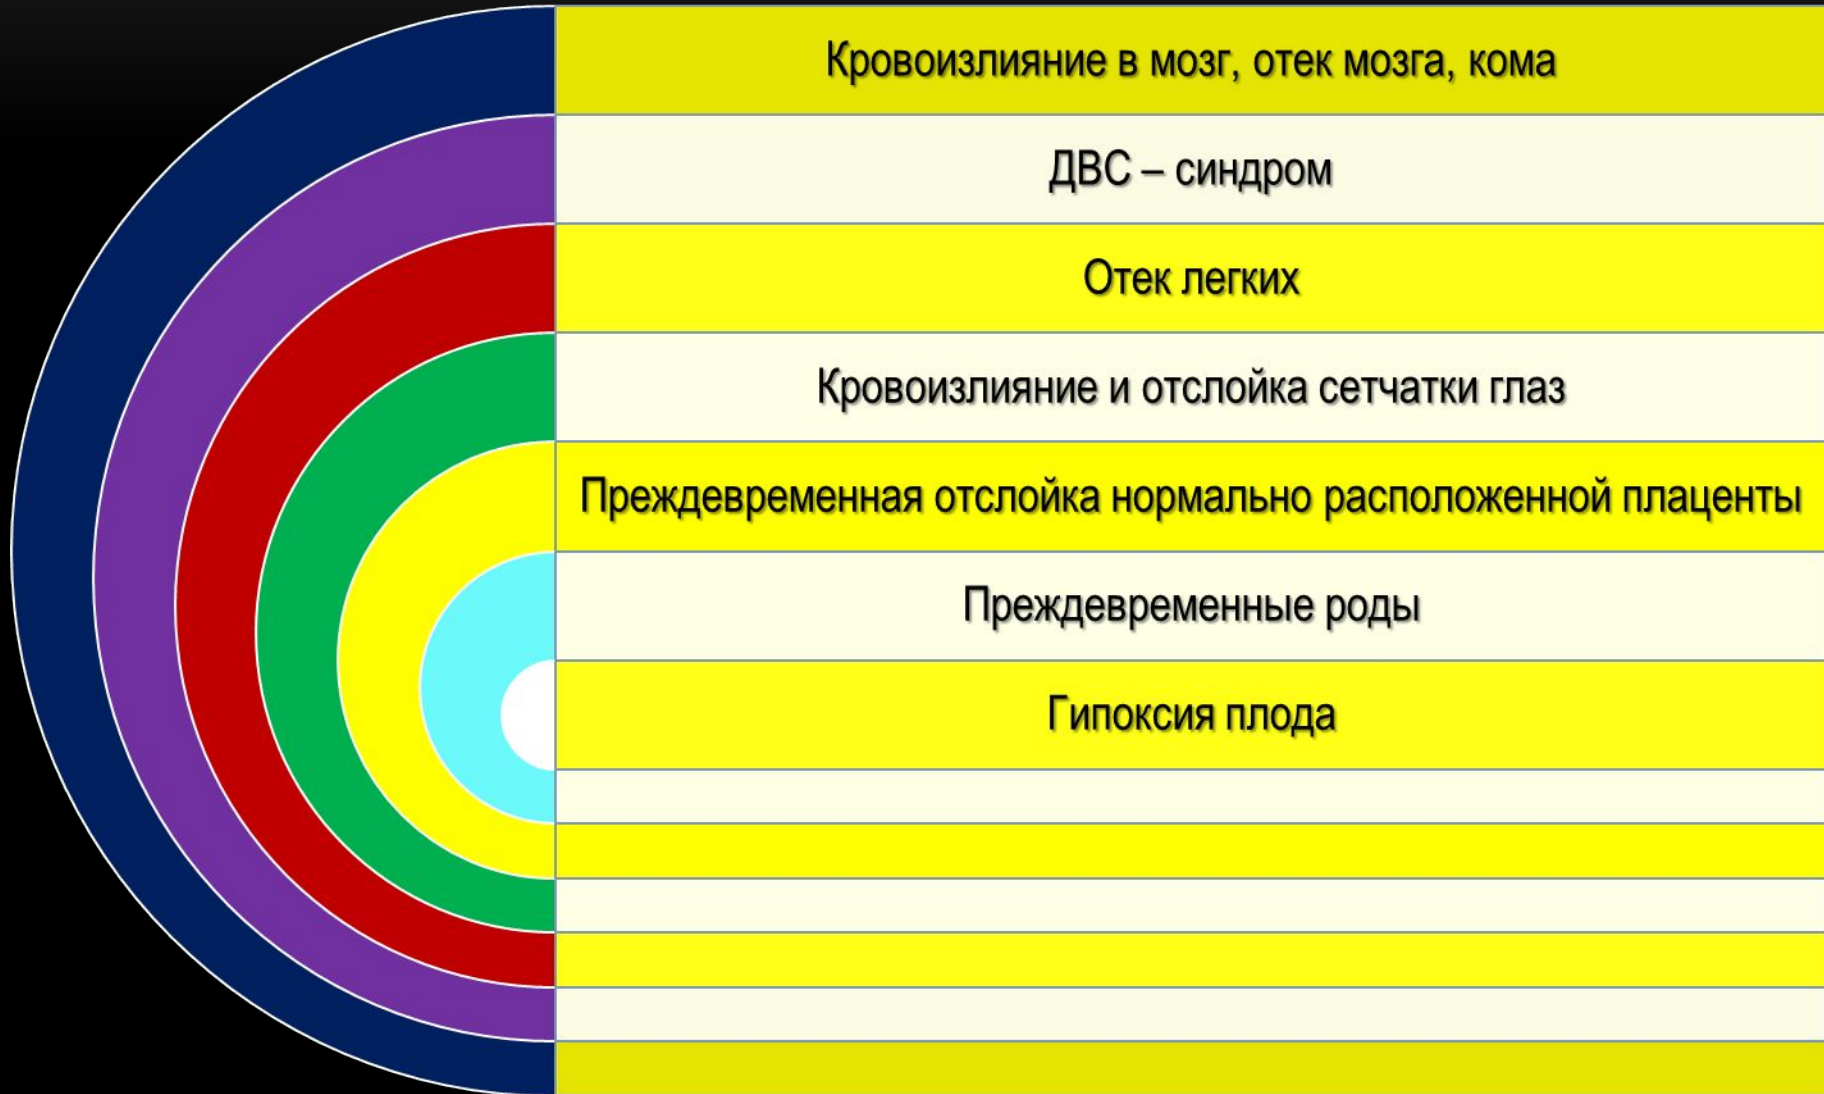 Кровоизлияние в мозг, отек мозга, кома
ДВС – синдром
Отек легких
Кровоизлияние и отслойка сетчатки глаз
Преждевременная отслойка нормально расположенной плаценты
Преждевременные роды
Гипоксия плода